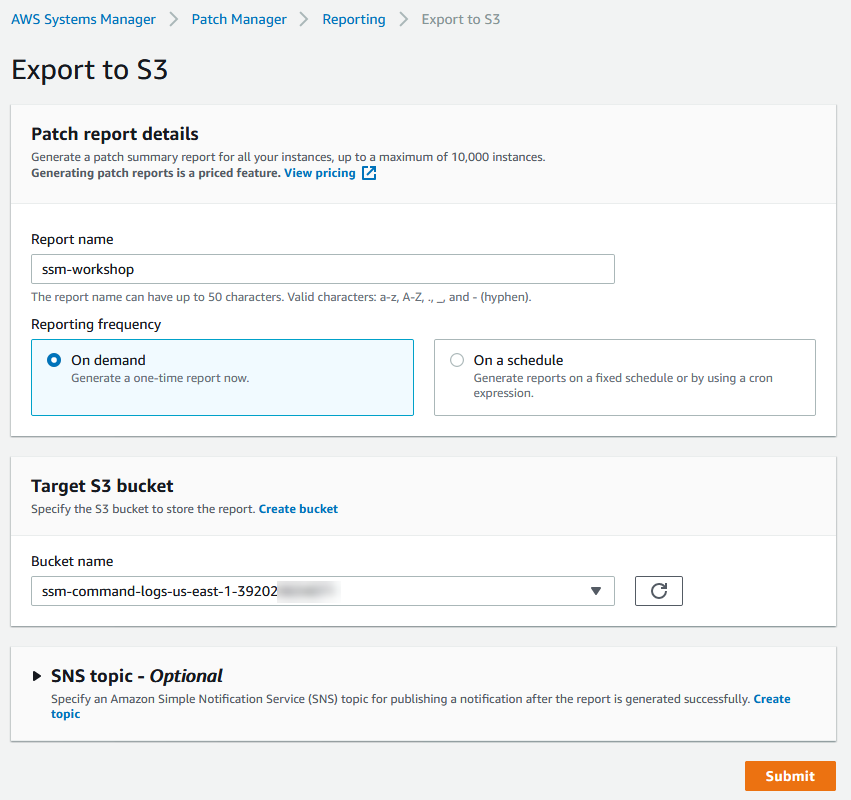 AWS Systems Manager > Patch Manager > Reporting > Export to S3
Export to S3
Patch report details
Generate a patch summary report for all your instances, up to a maximum of 10,000 instances.
Generating patch reports is a priced feature. View pricing
Report name
ssm-workshop
The report name can have up to 50 characters. Valid characters: a-z, A-Z, ., _, and - (hyphen).
Reporting frequency
On demand
Generate a one-time report now.
On a schedule
Generate reports on a fixed schedule or by using a cron
expression.
Target S3 bucket
Specify the S3 bucket to store the report. Create bucket
Bucket name
ssm-command-logs-us-east-1-39202
SNS topic - Optional
Specify an Amazon Simple Notification Service (SNS) topic for publishing a notification after the report is generated successfully. Create
topic
Submit